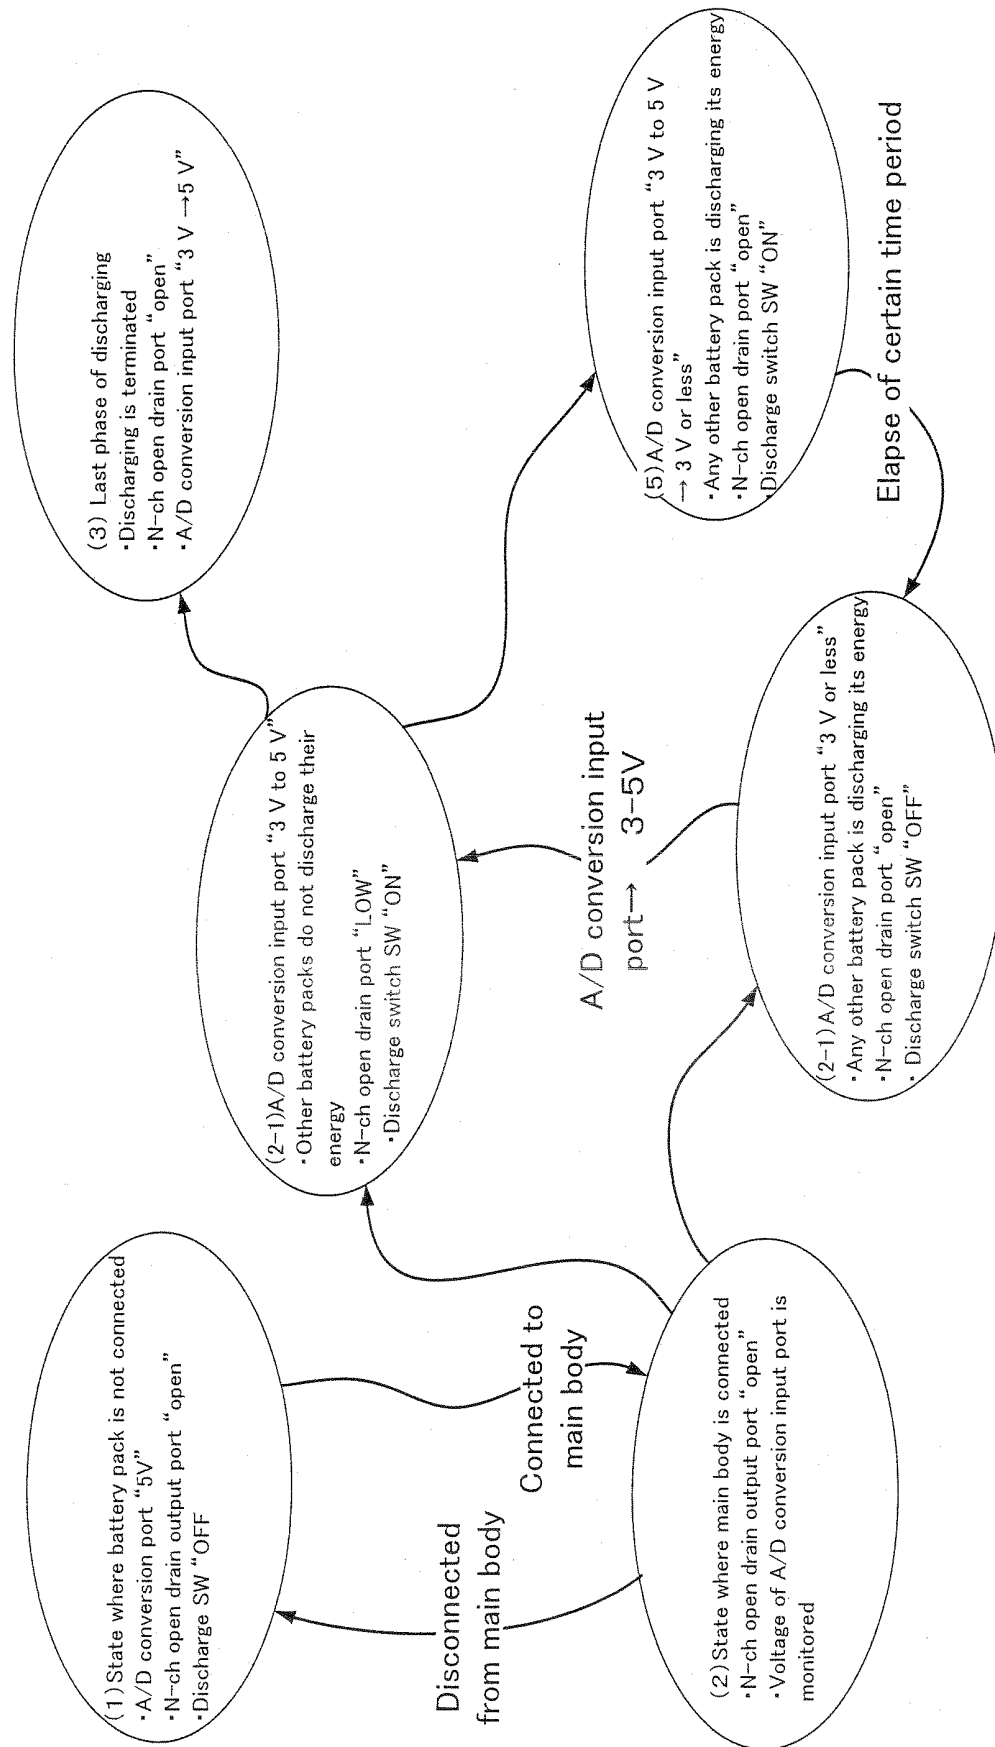 (1)State where battery pack is not connected
・A/D conversion port “5V”
・N-ch open drain output port “open”
・Discharge SW “OFF
Disconnected
from main body
Connected to
main body
(2)State where main body is connected
・N-ch open drain output port “open”
・Voltage of A/D conversion input port is
monitored
(2-1)A/D conversion input port “3 V to 5 V”
・Other battery packs do not discharge their
energy
・N-ch open drain port “LOW”
・Discharge switch SW “ON”
A/D conversion input
port→ 3-5V
(2-1)A/D conversion input port “3 V or less”
・Any other battery pack is discharging its energy
・N-ch open drain port “open”
・Discharge switch SW “OFF”
(3) Last phase of discharging
・Discharging is terminated
・N-ch open drain port “open”
・A/D conversion input port “3 V →5 V”
(5)A/D conversion input port “3 V to 5 V
→ 3 V or less”
・Any other battery pack is discharging its energy
・N-ch open drain port “open”
・Discharge switch SW “ON”
Elapse of certain time period